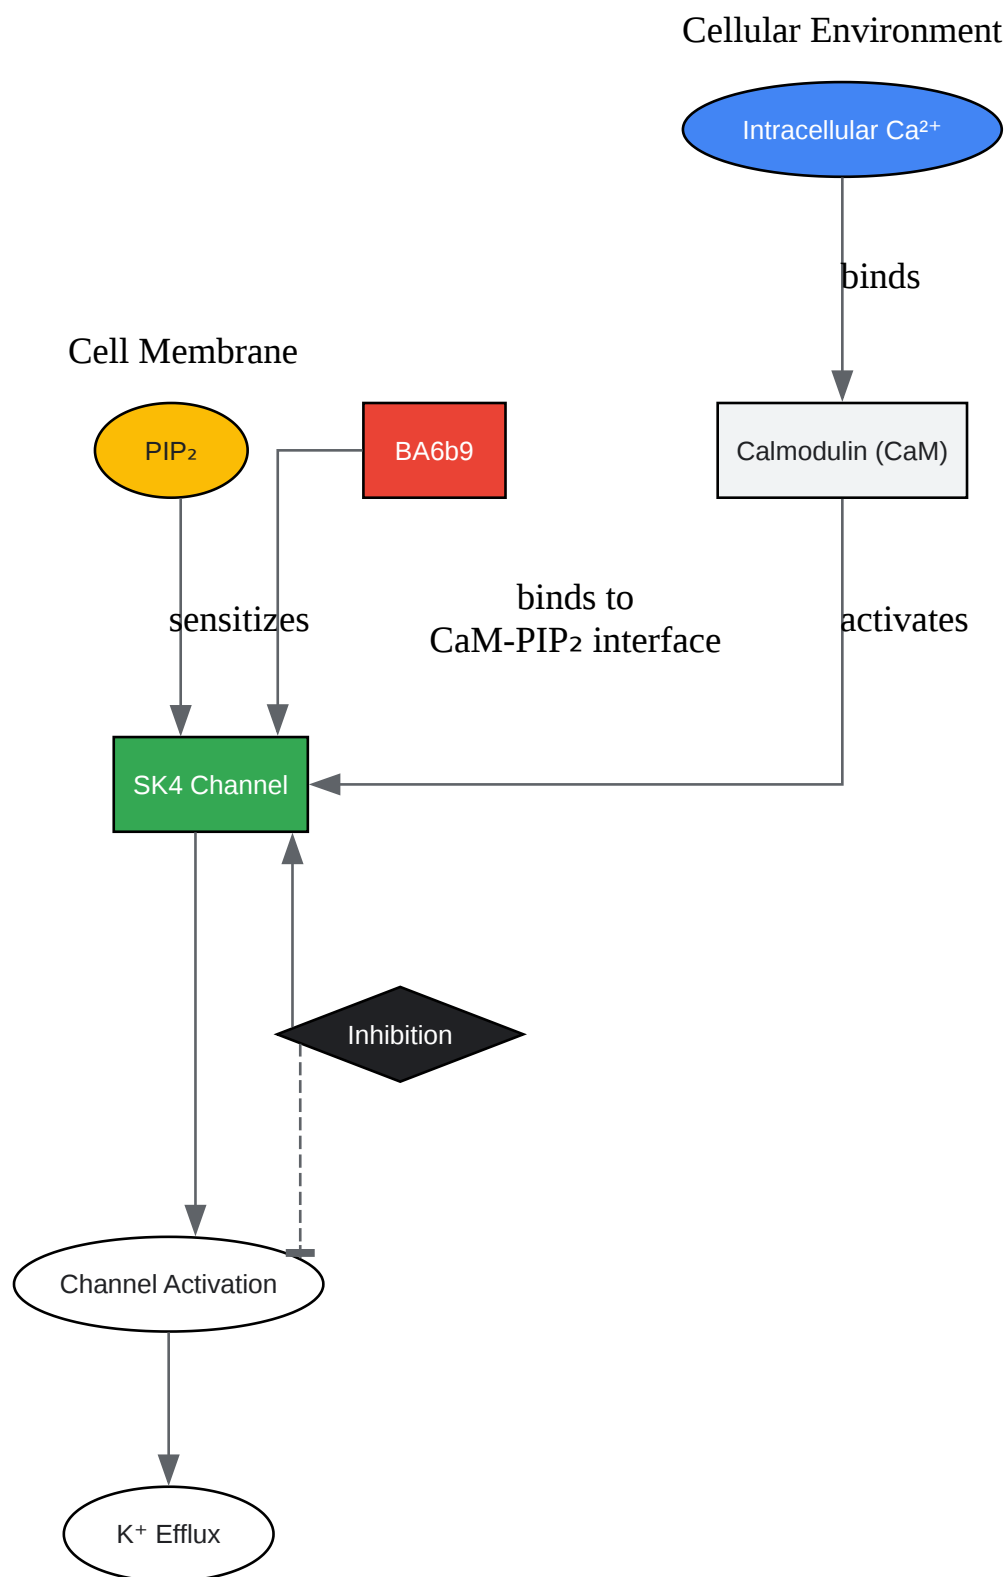 Cellular Environment
Intracellular Ca²⁺
binds
Cell Membrane
PIP₂
BA6b9
Calmodulin (CaM)
sensitizes
binds to
CaM-PIP₂ interface
activates
SK4 Channel
Inhibition
Channel Activation
K⁺ Efflux